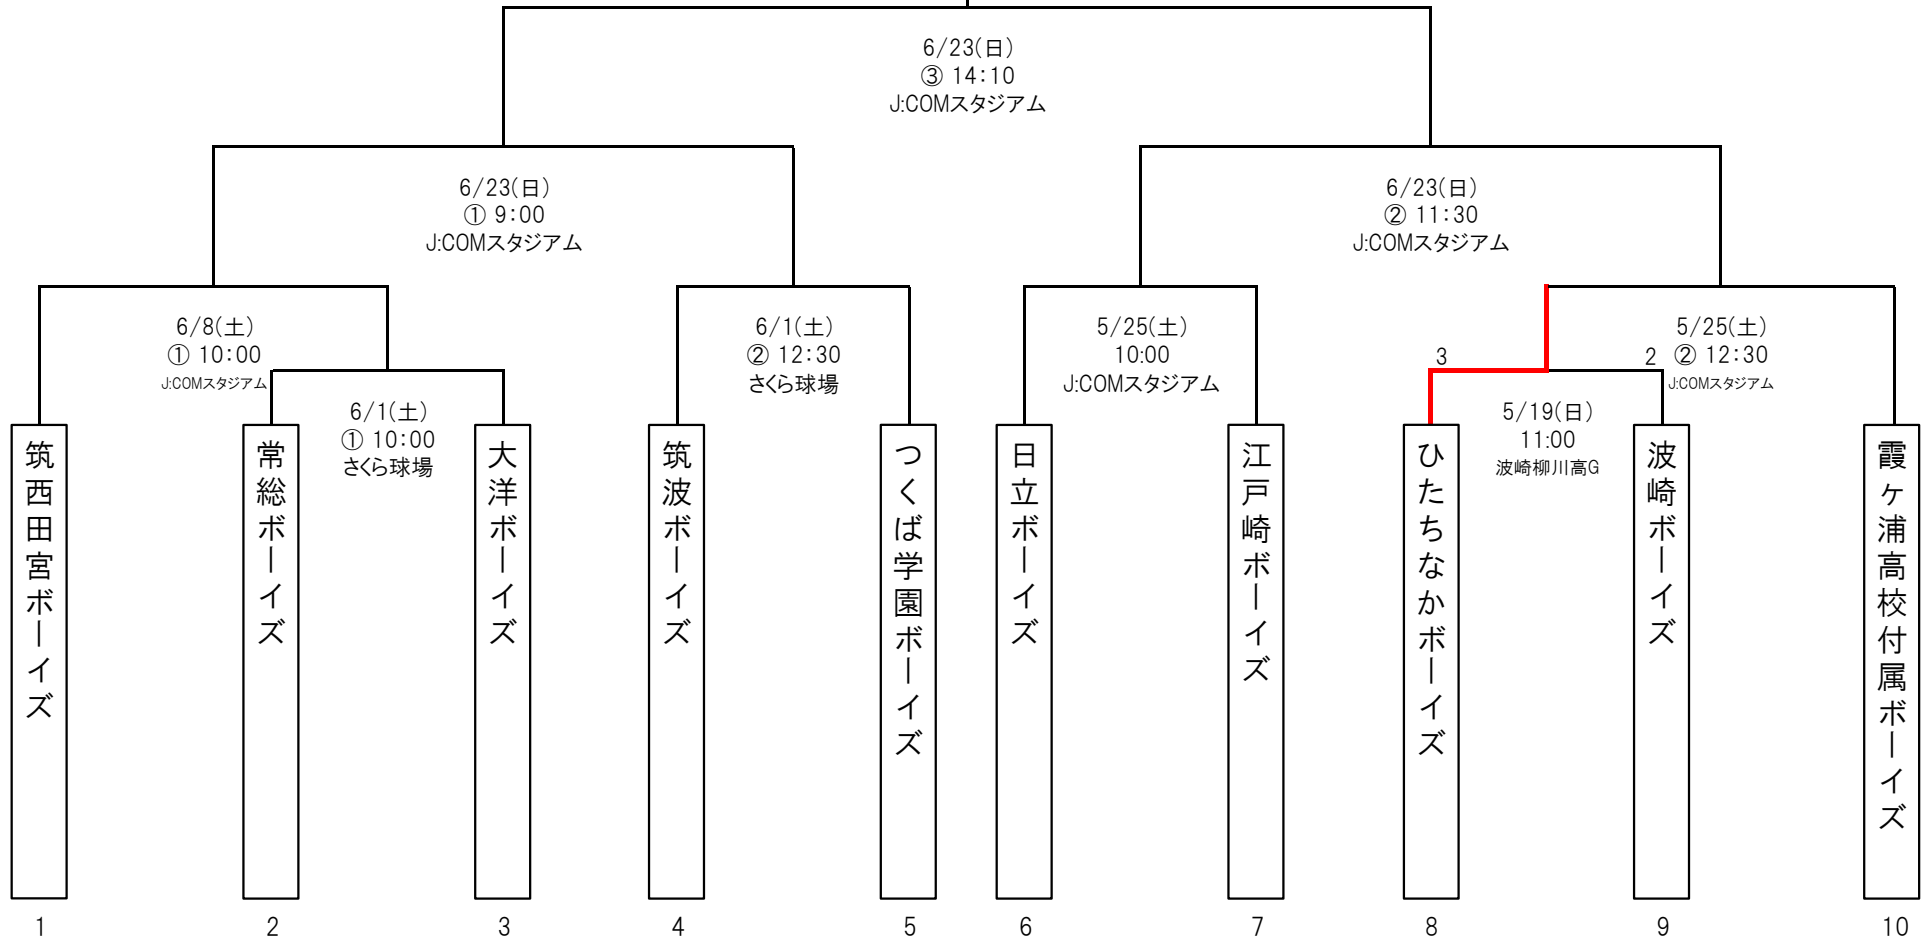 6/23(日)
③ 14：10
J:COMスタジアム
6/23(日)
① 9：00
J:COMスタジアム
6/23(日)
② 11：30
J:COMスタジアム
6/8(土)
① 10：00
J:COMスタジアム
6/1(土)
② 12：30
さくら球場
5/25(土)
10:00
J:COMスタジアム
5/25(土)
② 12：30
J:COMスタジアム
3
2
6/1(土)
① 10：00
さくら球場
5/19(日)
11:00
波崎柳川高G
筑西田宮ボーイズ
常総ボーイズ
大洋ボーイズ
筑波ボーイズ
つくば学園ボーイズ
日立ボーイズ
江戸崎ボーイズ
ひたちなかボーイズ
波崎ボーイズ
霞ヶ浦高校付属ボーイズ
1
2
3
4
5
6
7
8
9
10